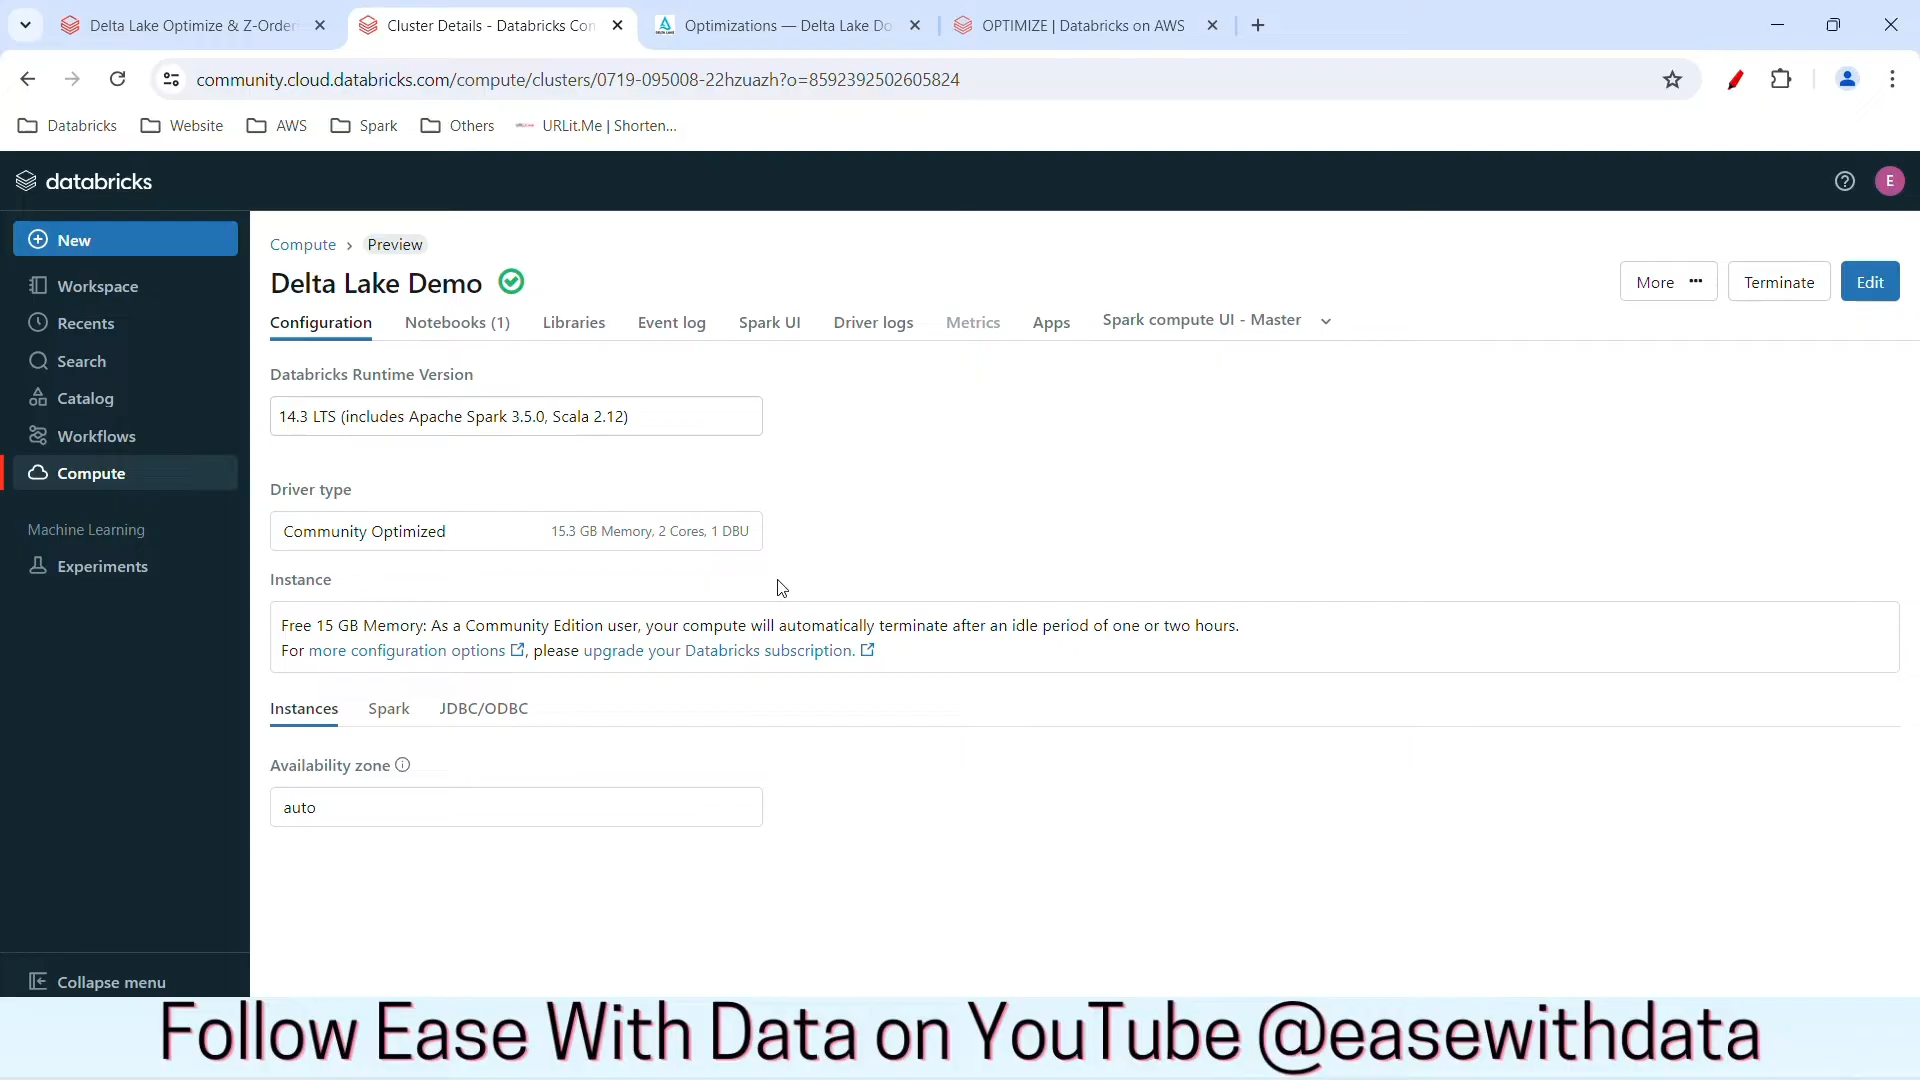 Delta Lake Optimize & Z-Order
Cluster Details - Databricks Con
Optimizations — Delta Lake Do
OPTIMIZE | Databricks on AWS
community.cloud.databricks.com/compute/clusters/0719-095008-22hzuazh?o=8592392502605824
Databricks
Website
AWS
Spark
Others
URLit.Me | Shorten...
databricks
E
New
Workspace
Recents
Search
Catalog
Workflows
Compute
Machine Learning
Experiments
Collapse menu
Compute
Preview
Delta Lake Demo
More
Terminate
Edit
Configuration
Notebooks (1)
Libraries
Event log
Spark UI
Driver logs
Metrics
Apps
Spark compute UI - Master
Databricks Runtime Version
14.3 LTS (includes Apache Spark 3.5.0, Scala 2.12)
Driver type
Community Optimized
15.3 GB Memory, 2 Cores, 1 DBU
Instance
Free 15 GB Memory: As a Community Edition user, your compute will automatically terminate after an idle period of one or two hours.
For more configuration options, please upgrade your Databricks subscription.
Instances
Spark
JDBC/ODBC
Availability zone
auto
Follow Ease With Data on YouTube @easewithdata